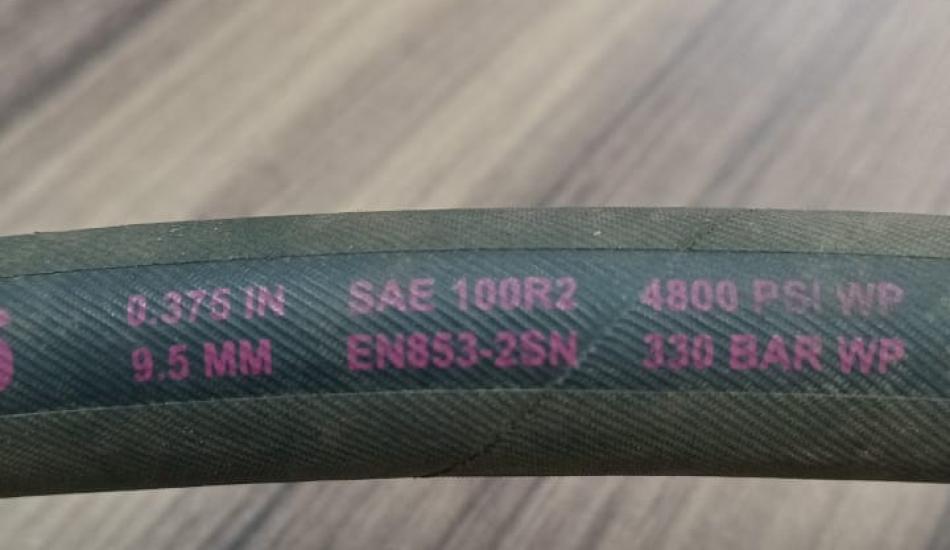 0.375 IN SAE 100R2 4800 PSI WP
9.5 MM EN853-2SN 330 BAR WP